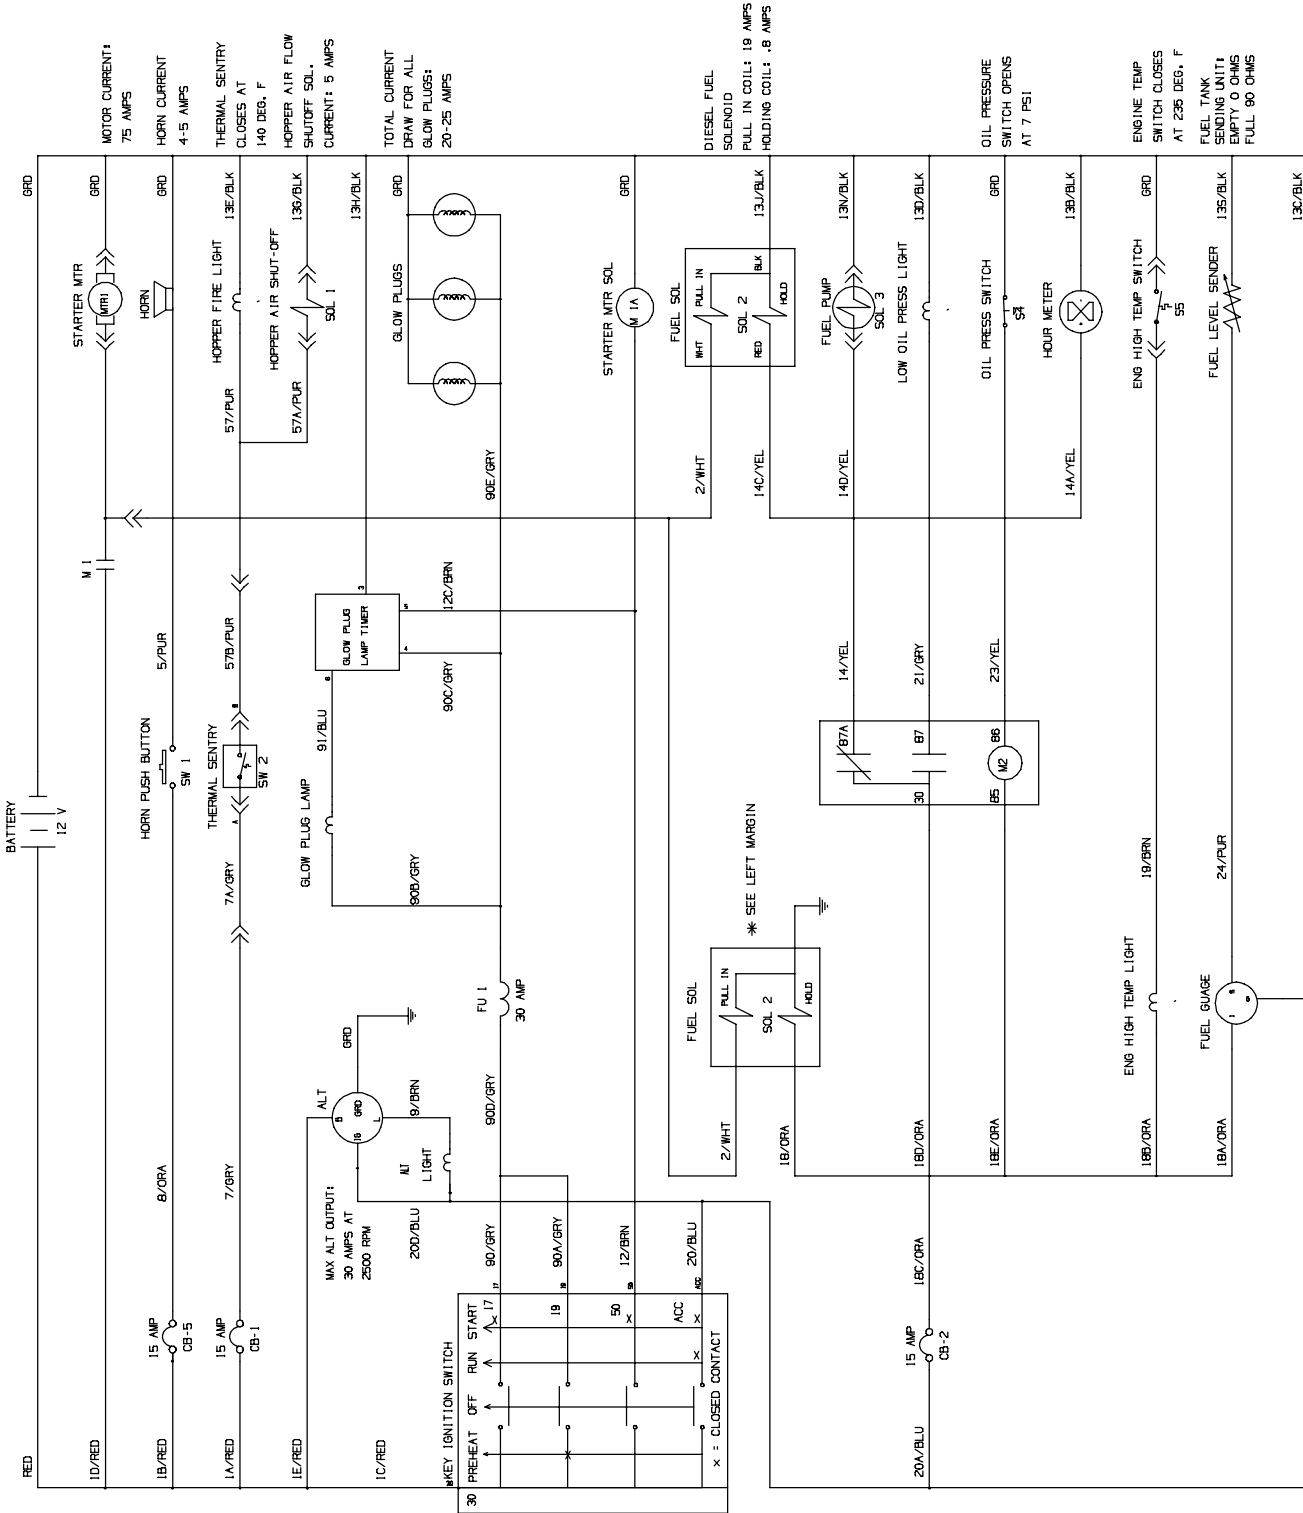 RED
BATTERY
12 V
GRD
1D/RED
M 1
STARTER MTR
MTR1
GRD
MOTOR CURRENT:
75 AMPS
1B/RED
15 AMP
CB-5
8/ORA
HORN PUSH BUTTON
SW 1
5/PUR
HORN
GRD
HORN CURRENT
4-5 AMPS
1A/RED
15 AMP
CB-1
7/GRY
7A/GRY
THERMAL SENTRY
A
SW 2
B
57B/PUR
57/PUR
HOPPER FIRE LIGHT
13E/BLK
THERMAL SENTRY
CLOSES AT
140 DEG. F
57A/PUR
HOPPER AIR SHUT-OFF
SOL 1
13G/BLK
HOPPER AIR FLOW
SHUTOFF SOL.
CURRENT: 5 AMPS
1E/RED
MAX ALT OUTPUT:
30 AMPS AT
2500 RPM
ALT
B
IG
GRD
L
GRD
9/BRN
ALT
LIGHT
20D/BLU
GLOW PLUG LAMP
91/BLU
6
GLOW PLUG
LAMP TIMER
3
5
4
13H/BLK
90B/GRY
90C/GRY
12C/BRN
GLOW PLUGS
GRD
TOTAL CURRENT
DRAW FOR ALL
GLOW PLUGS:
20-25 AMPS
1C/RED
KEY IGNITION SWITCH
30
PREHEAT
OFF
RUN
START
17
X
17
90/GRY
90D/GRY
FU 1
30 AMP
90E/GRY
X
19
19
90A/GRY
X
50
50
12/BRN
STARTER MTR SOL
M 1A
GRD
X
X
ACC
ACC
20/BLU
X = CLOSED CONTACT
2/WHT
FUEL SOL
PULL IN
SOL 2
HOLD
18/ORA
* SEE LEFT MARGIN
2/WHT
FUEL SOL
WHT
PULL IN
SOL 2
RED
HOLD
BLK
14C/YEL
13J/BLK
DIESEL FUEL
SOLENOID
PULL IN COIL: 19 AMPS
HOLDING COIL: .8 AMPS
87A
14/YEL
14D/YEL
FUEL PUMP
SOL 3
13N/BLK
20A/BLU
15 AMP
CB-2
18C/ORA
18D/ORA
30
87
21/GRY
LOW OIL PRESS LIGHT
13D/BLK
18E/ORA
85
M2
86
23/YEL
OIL PRESS SWITCH
S4
GRD
OIL PRESSURE
SWITCH OPENS
AT 7 PSI
14A/YEL
HOUR METER
13B/BLK
18B/ORA
ENG HIGH TEMP LIGHT
19/BRN
ENG HIGH TEMP SWITCH
S5
GRD
ENGINE TEMP
SWITCH CLOSES
AT 235 DEG. F
18A/ORA
FUEL GUAGE
I
S
G
24/PUR
FUEL LEVEL SENDER
13S/BLK
FUEL TANK
SENDING UNIT:
EMPTY 0 OHMS
FULL 90 OHMS
13C/BLK